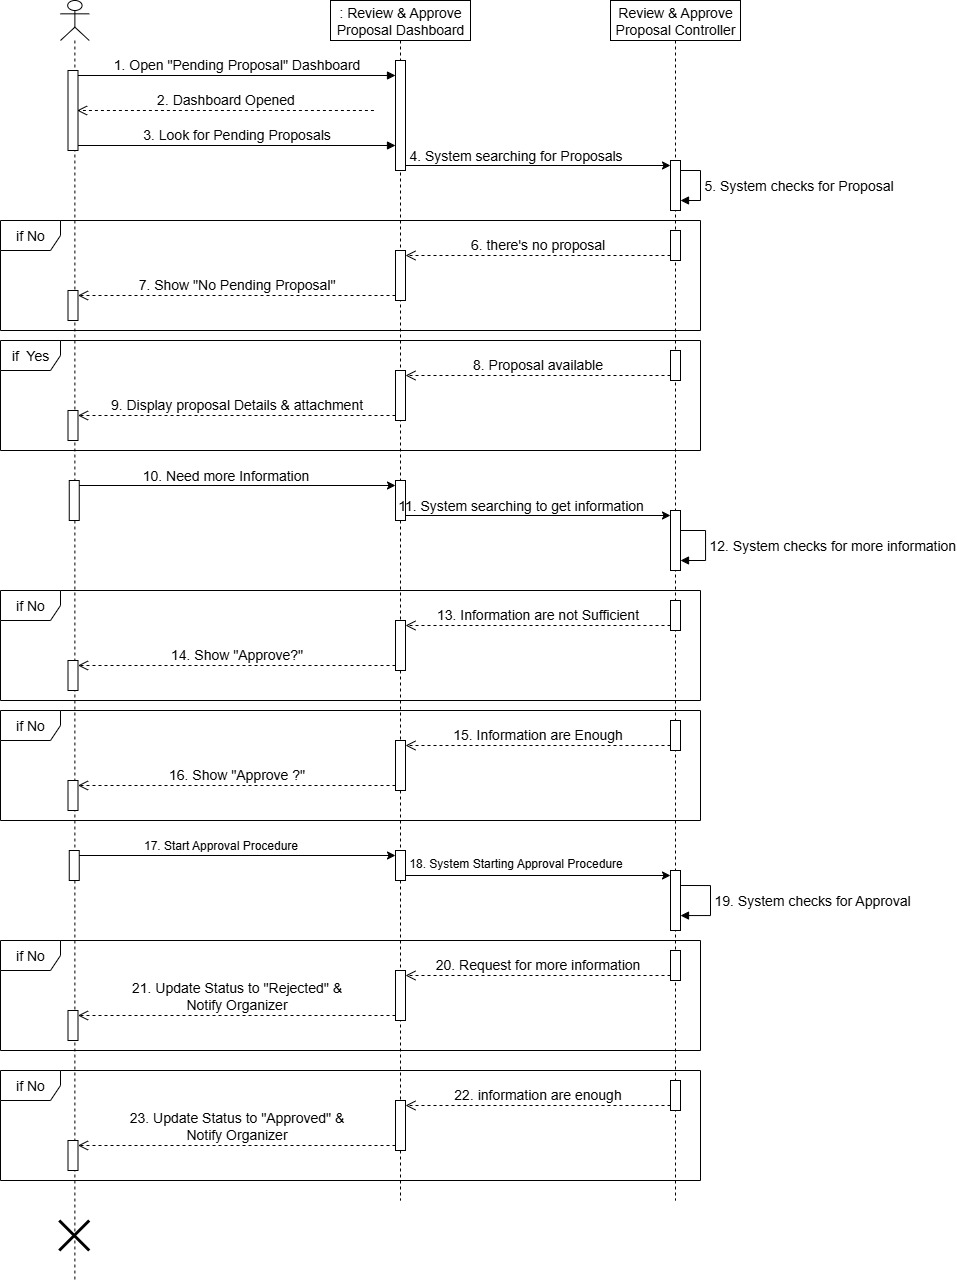 : Review & Approve
Proposal Dashboard
Review & Approve
Proposal Controller
1. Open "Pending Proposal" Dashboard
2. Dashboard Opened
3. Look for Pending Proposals
4. System searching for Proposals
5. System checks for Proposal
if No
6. there's no proposal
7. Show "No Pending Proposal"
if Yes
8. Proposal available
9. Display proposal Details & attachment
10. Need more Information
11. System searching to get information
12. System checks for more information
if No
13. Information are not Sufficient
14. Show "Approve?"
if No
15. Information are Enough
16. Show "Approve ?"
17. Start Approval Procedure
18. System Starting Approval Procedure
19. System checks for Approval
if No
20. Request for more information
21. Update Status to "Rejected" &
Notify Organizer
if No
22. information are enough
23. Update Status to "Approved" &
Notify Organizer